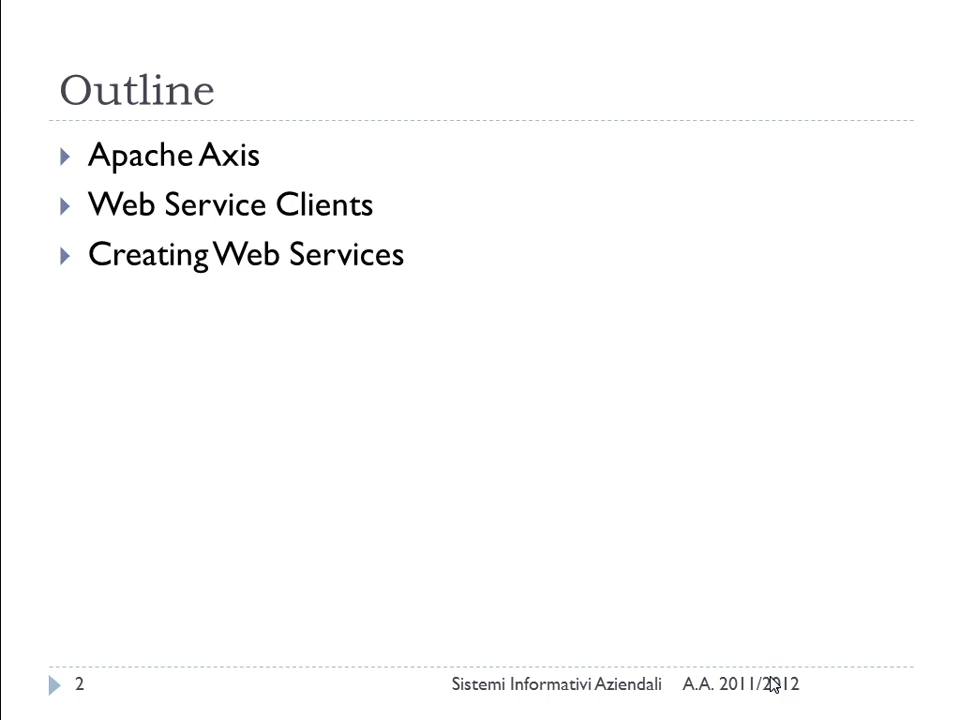 Outline
Apache Axis
Web Service Clients
Creating Web Services
2 Sistemi Informativi Aziendali A.A. 2011/2012